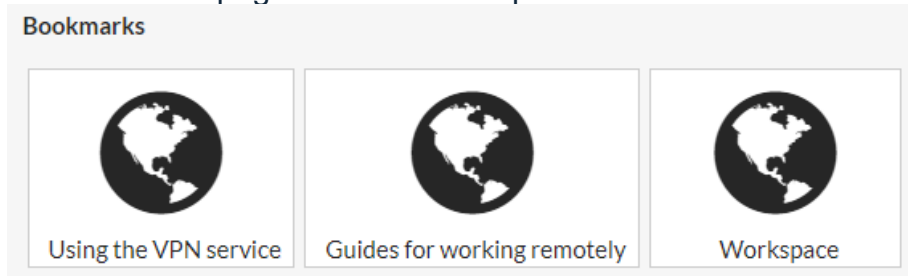 Bookmarks
Using the VPN service
Guides for working remotely
Workspace